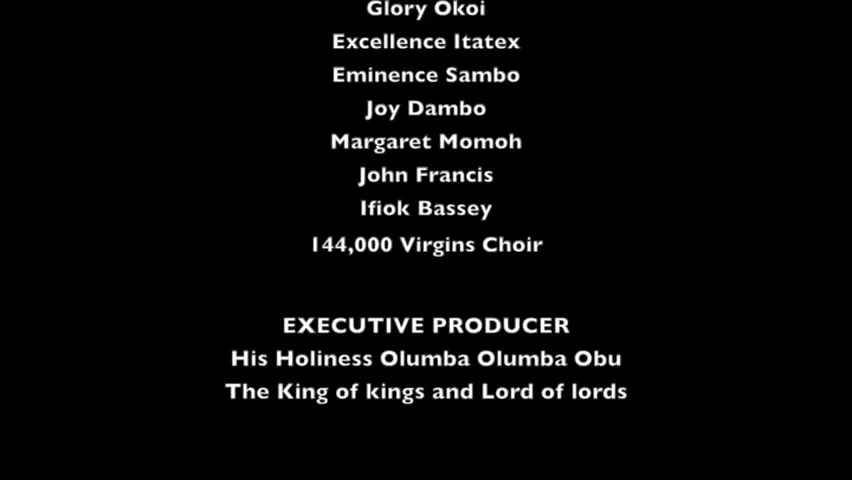 Glory Okoi
Excellence Itatex
Eminence Sambo
Joy Dambo
Margaret Momoh
John Francis
Ifiok Bassey
144,000 Virgins Choir
EXECUTIVE PRODUCER
His Holiness Olumba Olumba Obu
The King of kings and Lord of lords